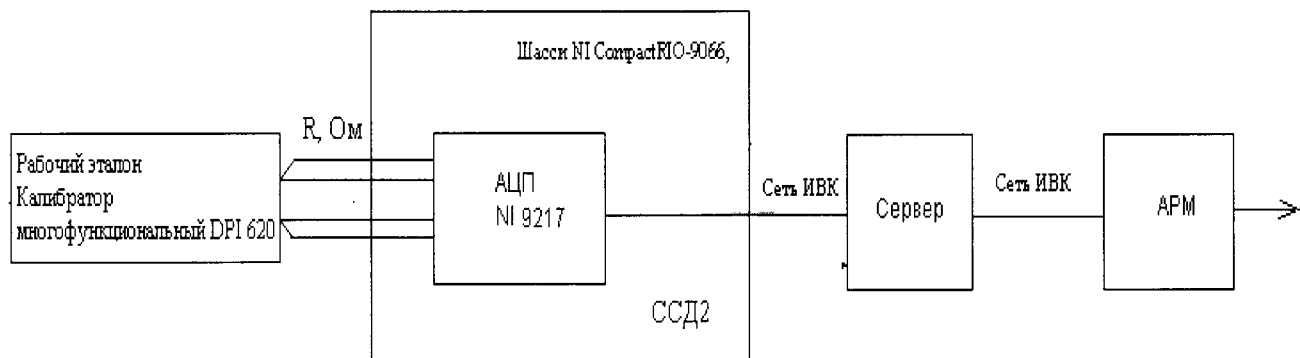 Шасси NI CompactRIO-9066,
R, Ом
Рабочий эталон
Калибратор
многофункциональный DPI 620
АЦП
NI 9217
Сеть ИВК
Сервер
Сеть ИВК
АРМ
ССД2